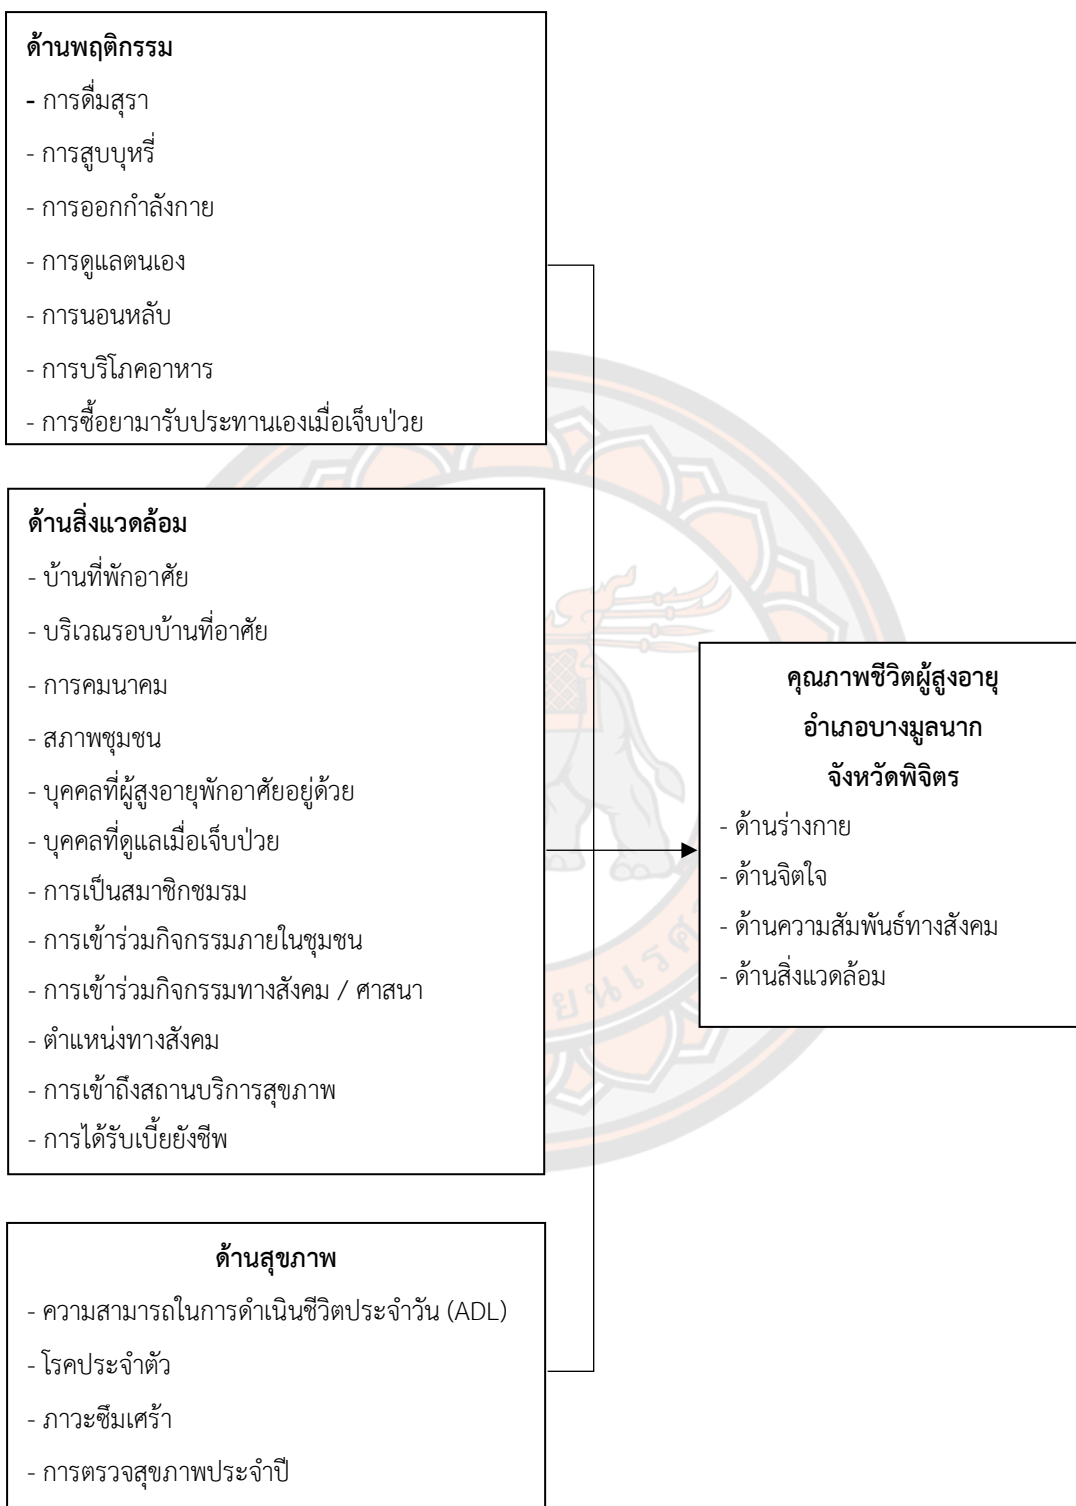 ด้านพฤติกรรม
- การดื่มสุรา
- การสูบบุหรี่
- การออกกำลังกาย
- การดูแลตนเอง
- การนอนหลับ
- การบริโภคอาหาร
- การซื้อยามารับประทานเองเมื่อเจ็บป่วย
ด้านสิ่งแวดล้อม
- บ้านที่พักอาศัย
- บริเวณรอบบ้านที่อาศัย
- การคมนาคม
- สภาพชุมชน
- บุคคลที่ผู้สูงอายุพักอาศัยอยู่ด้วย
- บุคคลที่ดูแลเมื่อเจ็บป่วย
- การเป็นสมาชิกชมรม
- การเข้าร่วมกิจกรรมภายในชุมชน
- การเข้าร่วมกิจกรรมทางสังคม / ศาสนา
- ตำแหน่งทางสังคม
- การเข้าถึงสถานบริการสุขภาพ
- การได้รับเบี้ยยังชีพ
ด้านสุขภาพ
- ความสามารถในการดำเนินชีวิตประจำวัน (ADL)
- โรคประจำตัว
- ภาวะซึมเศร้า
- การตรวจสุขภาพประจำปี
คุณภาพชีวิตผู้สูงอายุ
อำเภอบางมูลนาก
จังหวัดพิจิตร
- ด้านร่างกาย
- ด้านจิตใจ
- ด้านความสัมพันธ์ทางสังคม
- ด้านสิ่งแวดล้อม